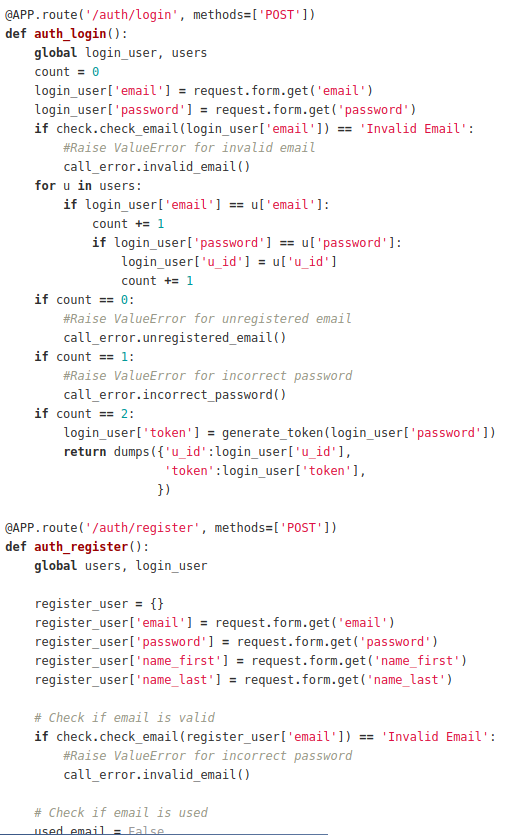 @APP.route('/auth/login', methods=['POST'])
def auth_login():
    global login_user, users
    count = 0
    login_user['email'] = request.form.get('email')
    login_user['password'] = request.form.get('password')
    if check.check_email(login_user['email']) == 'Invalid Email':
        #Raise ValueError for invalid email
        call_error.invalid_email()
    for u in users:
        if login_user['email'] == u['email']:
            count += 1
            if login_user['password'] == u['password']:
                login_user['u_id'] = u['u_id']
                count += 1
    if count == 0:
        #Raise ValueError for unregistered email
        call_error.unregistered_email()
    if count == 1:
        #Raise ValueError for incorrect password
        call_error.incorrect_password()
    if count == 2:
        login_user['token'] = generate_token(login_user['password'])
        return dumps({'u_id':login_user['u_id'],
                      'token':login_user['token'],
                     })
@APP.route('/auth/register', methods=['POST'])
def auth_register():
    global users, login_user
    register_user = {}
    register_user['email'] = request.form.get('email')
    register_user['password'] = request.form.get('password')
    register_user['name_first'] = request.form.get('name_first')
    register_user['name_last'] = request.form.get('name_last')
    # Check if email is valid
    if check.check_email(register_user['email']) == 'Invalid Email':
        #Raise ValueError for incorrect password
        call_error.invalid_email()
    # Check if email is used
    used_email = False